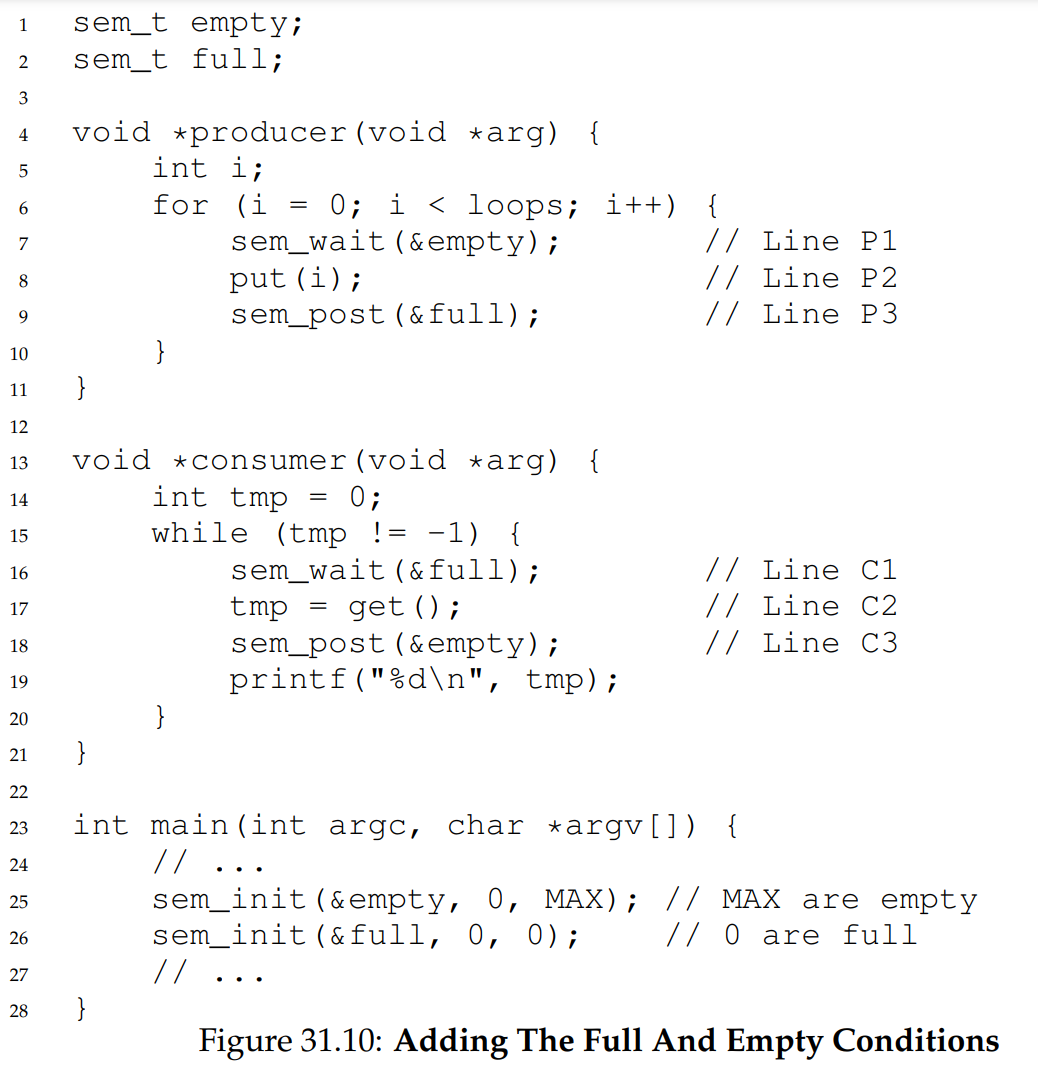 1 sem_t empty;
2 sem_t full;
3
4 void *producer(void *arg) {
5     int i;
6     for (i = 0; i < loops; i++) {
7         sem_wait(&empty);        // Line P1
8         put(i);                  // Line P2
9         sem_post(&full);         // Line P3
10     }
11 }
12
13 void *consumer(void *arg) {
14     int tmp = 0;
15     while (tmp != -1) {
16         sem_wait(&full);         // Line C1
17         tmp = get();             // Line C2
18         sem_post(&empty);        // Line C3
19         printf("%d\n", tmp);
20     }
21 }
22
23 int main(int argc, char *argv[]) {
24     // ...
25     sem_init(&empty, 0, MAX); // MAX are empty
26     sem_init(&full, 0, 0);    // 0 are full
27     // ...
28 }
Figure 31.10: Adding The Full And Empty Conditions